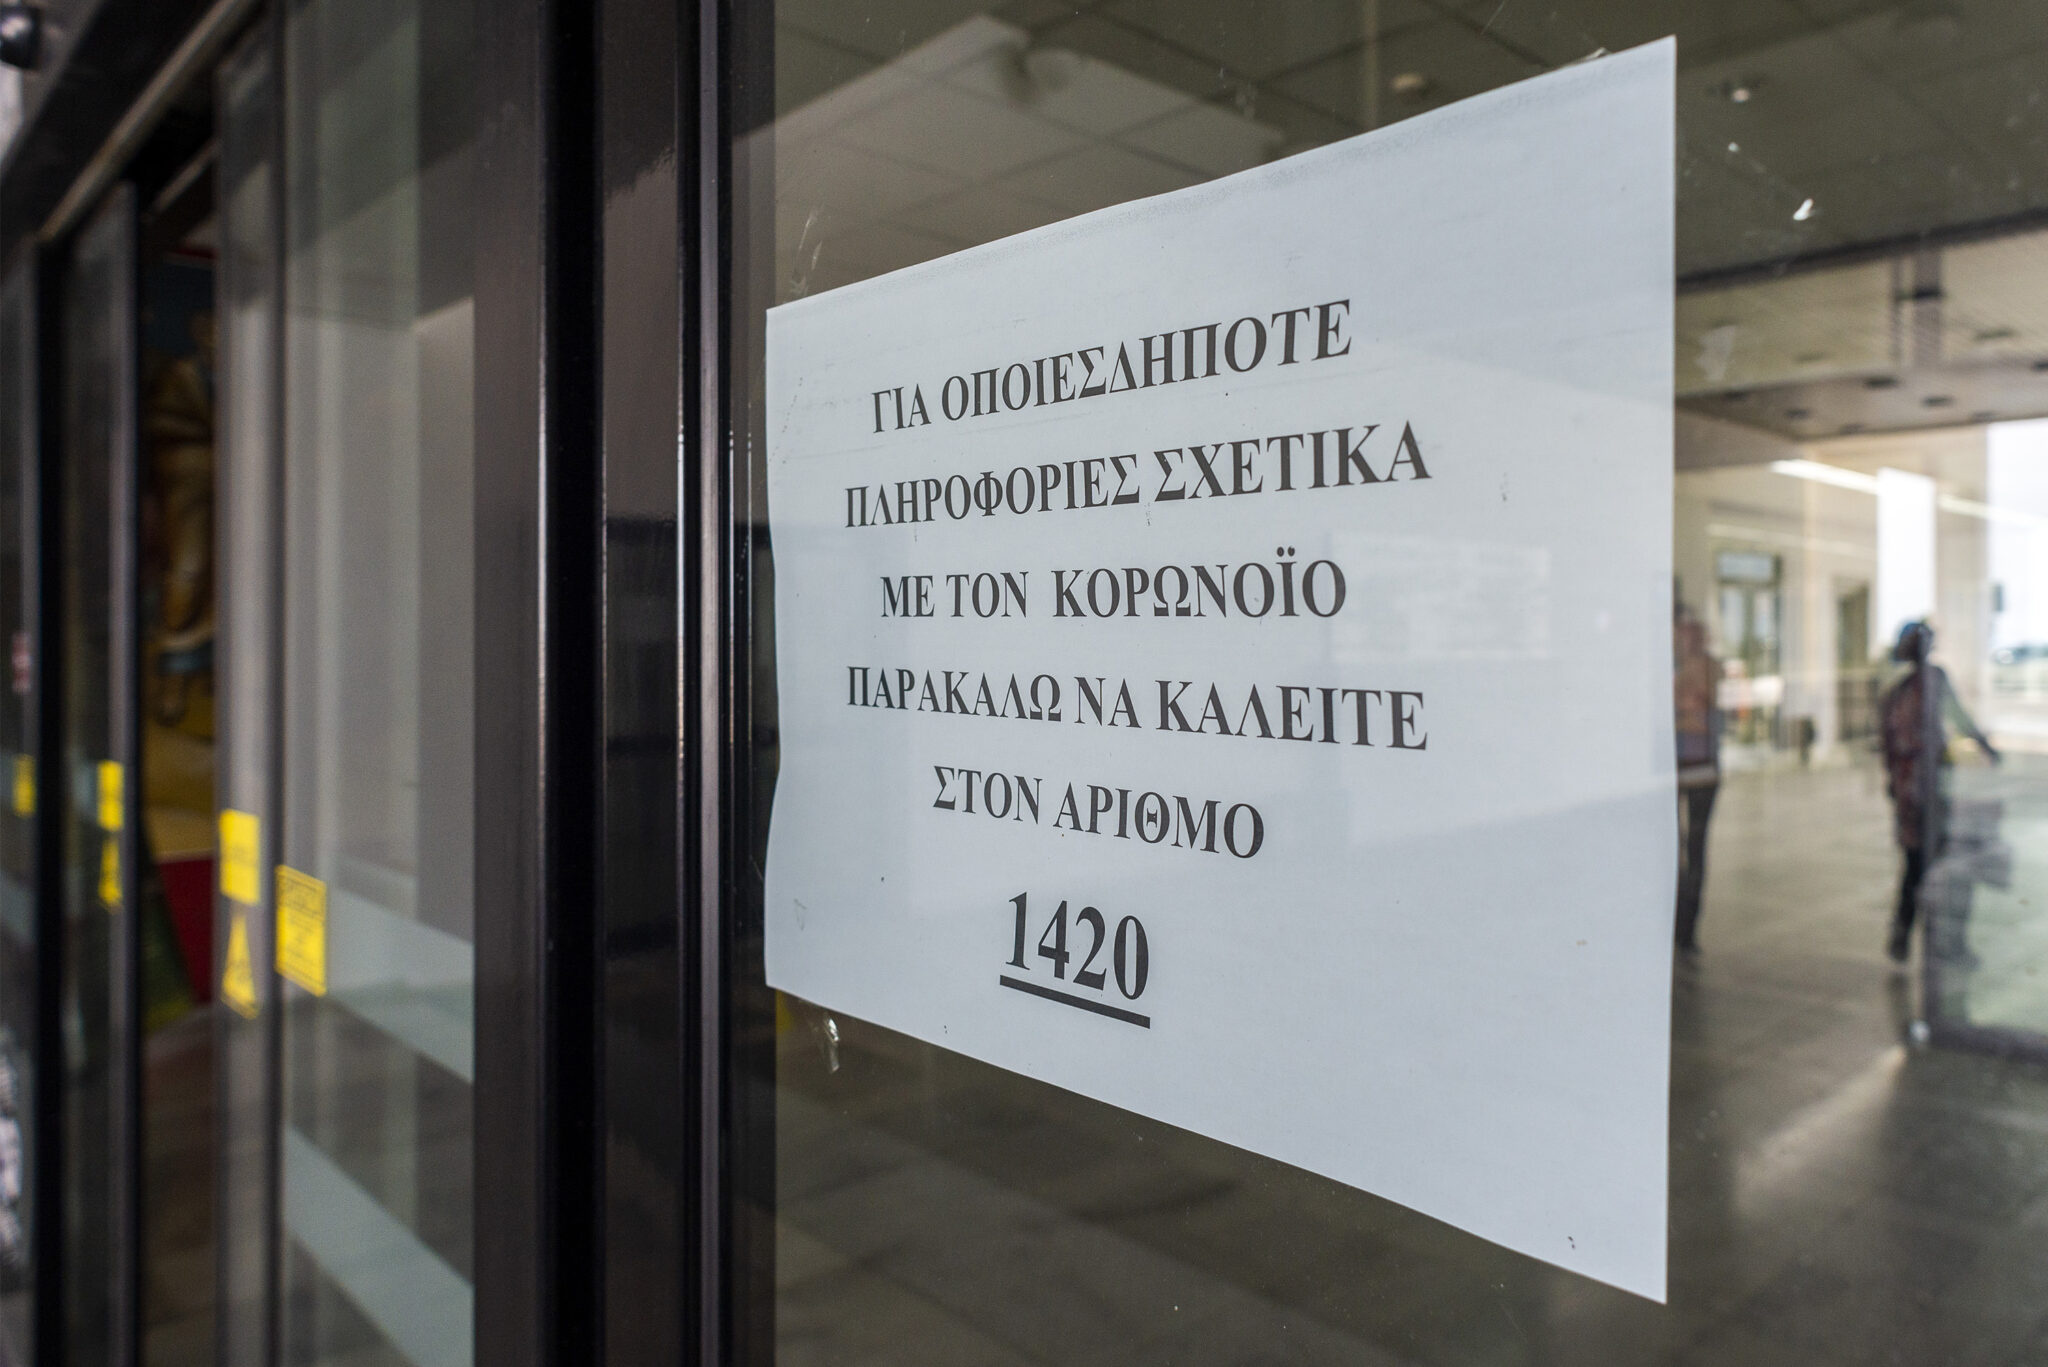 ΓΙΑ ΟΠΟΙΕΣΔΗΠΟΤΕ
ΠΛΗΡΟΦΟΡΙΕΣ ΣΧΕΤΙΚΑ
ΜΕ ΤΟΝ ΚΟΡΩΝΟΪΟ
ΠΑΡΑΚΑΛΩ ΝΑ ΚΑΛΕΙΤΕ
ΣΤΟΝ ΑΡΙΘΜΟ
1420